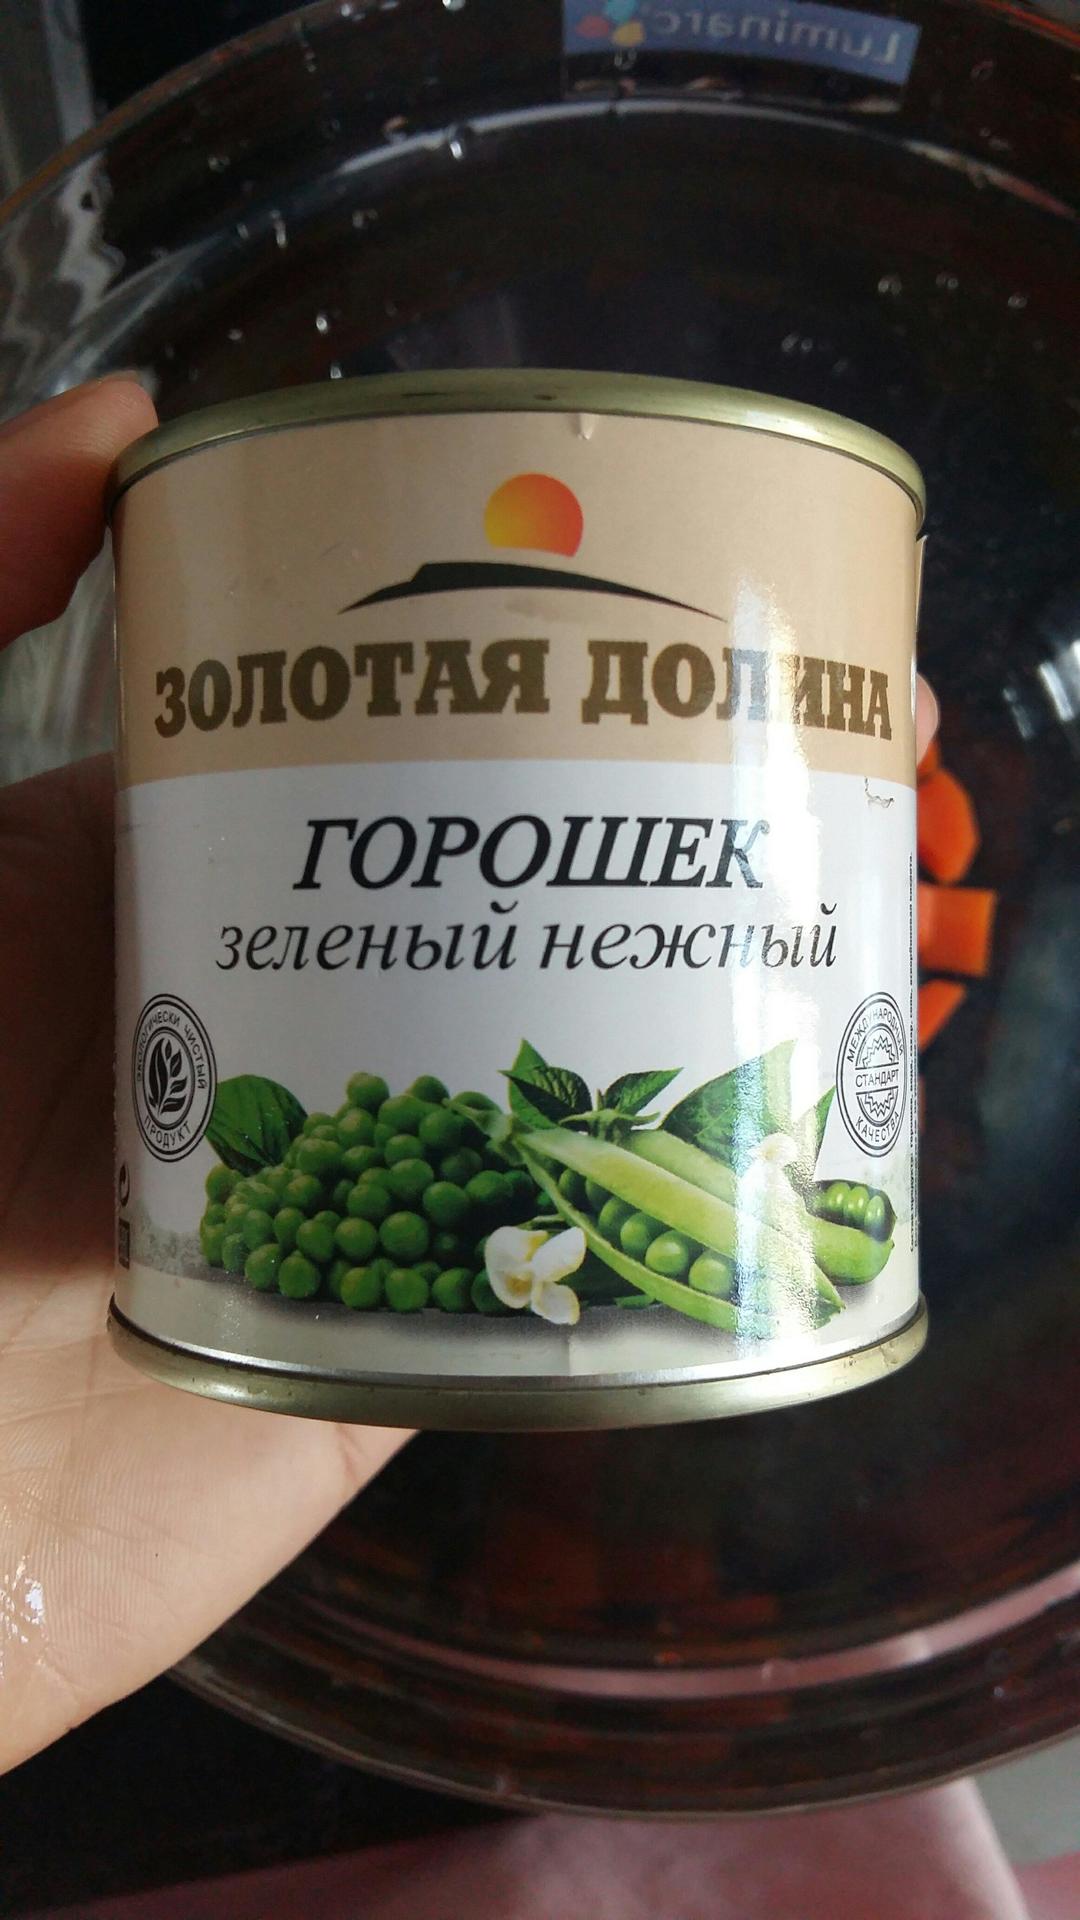 Luminarc
ЗОЛОТАЯ ДОЛИНА
ГОРОШЕК
зеленый нежный
ЭКОЛОГИЧЕСКИ ЧИСТЫЙ
ПРОДУКТ
МЕЖДУНАРОДНЫЙ
СТАНДАРТ
КАЧЕСТВА